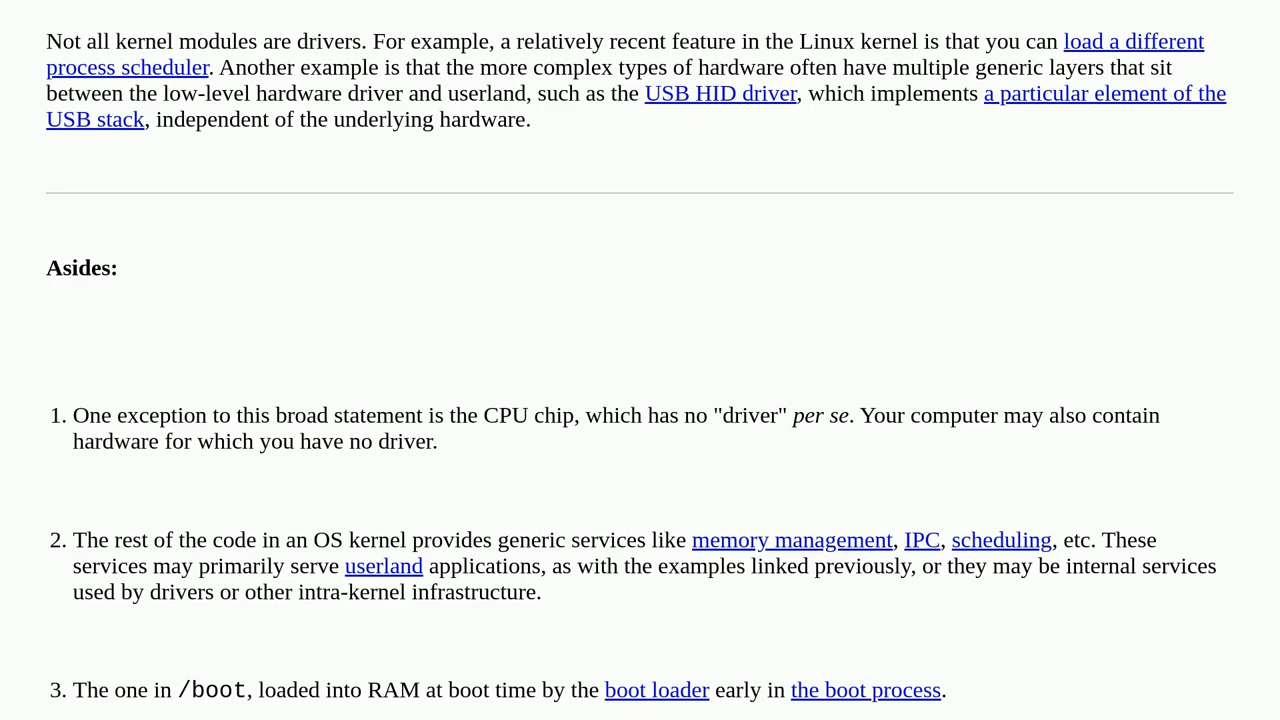 Not all kernel modules are drivers. For example, a relatively recent feature in the Linux kernel is that you can load a different
process scheduler. Another example is that the more complex types of hardware often have multiple generic layers that sit
between the low-level hardware driver and userland, such as the USB HID driver, which implements a particular element of the
USB stack, independent of the underlying hardware.
Asides:
1. One exception to this broad statement is the CPU chip, which has no "driver" per se. Your computer may also contain
hardware for which you have no driver.
2. The rest of the code in an OS kernel provides generic services like memory management, IPC, scheduling, etc. These
services may primarily serve userland applications, as with the examples linked previously, or they may be internal services
used by drivers or other intra-kernel infrastructure.
3. The one in /boot, loaded into RAM at boot time by the boot loader early in the boot process.